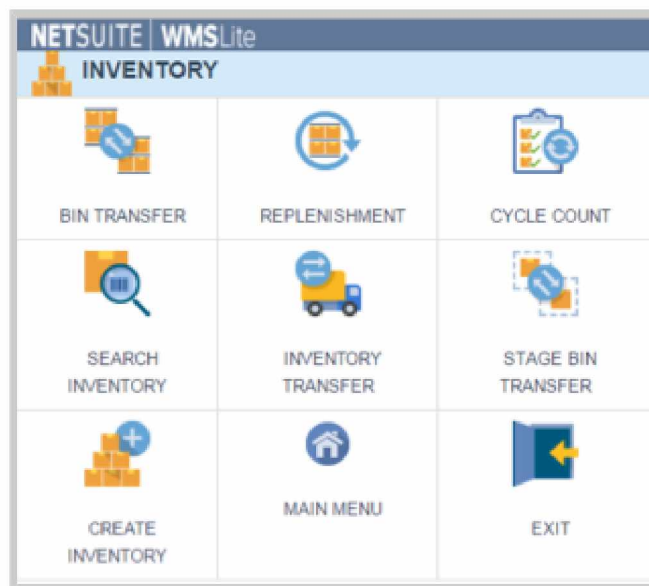 NETSUITE | WMSLite
INVENTORY
BIN TRANSFER
REPLENISHMENT
CYCLE COUNT
SEARCH
INVENTORY
INVENTORY
TRANSFER
STAGE BIN
TRANSFER
CREATE
INVENTORY
MAIN MENU
EXIT